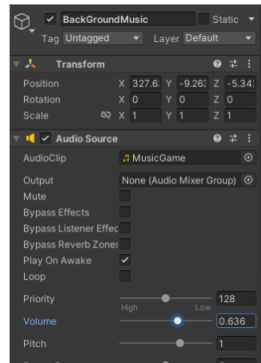 BackGroundMusic Static
Tag Untagged Layer Default
Transform
Position X 327.6 Y -9.263 Z -5.34
Rotation X 0 Y 0 Z 0
Scale X 1 Y 1 Z 1
Audio Source
AudioClip MusicGame
Output None (Audio Mixer Group)
Mute
Bypass Effects
Bypass Listener Effec
Bypass Reverb Zones
Play On Awake
Loop
Priority 128
High Low
Volume 0.636
Pitch 1